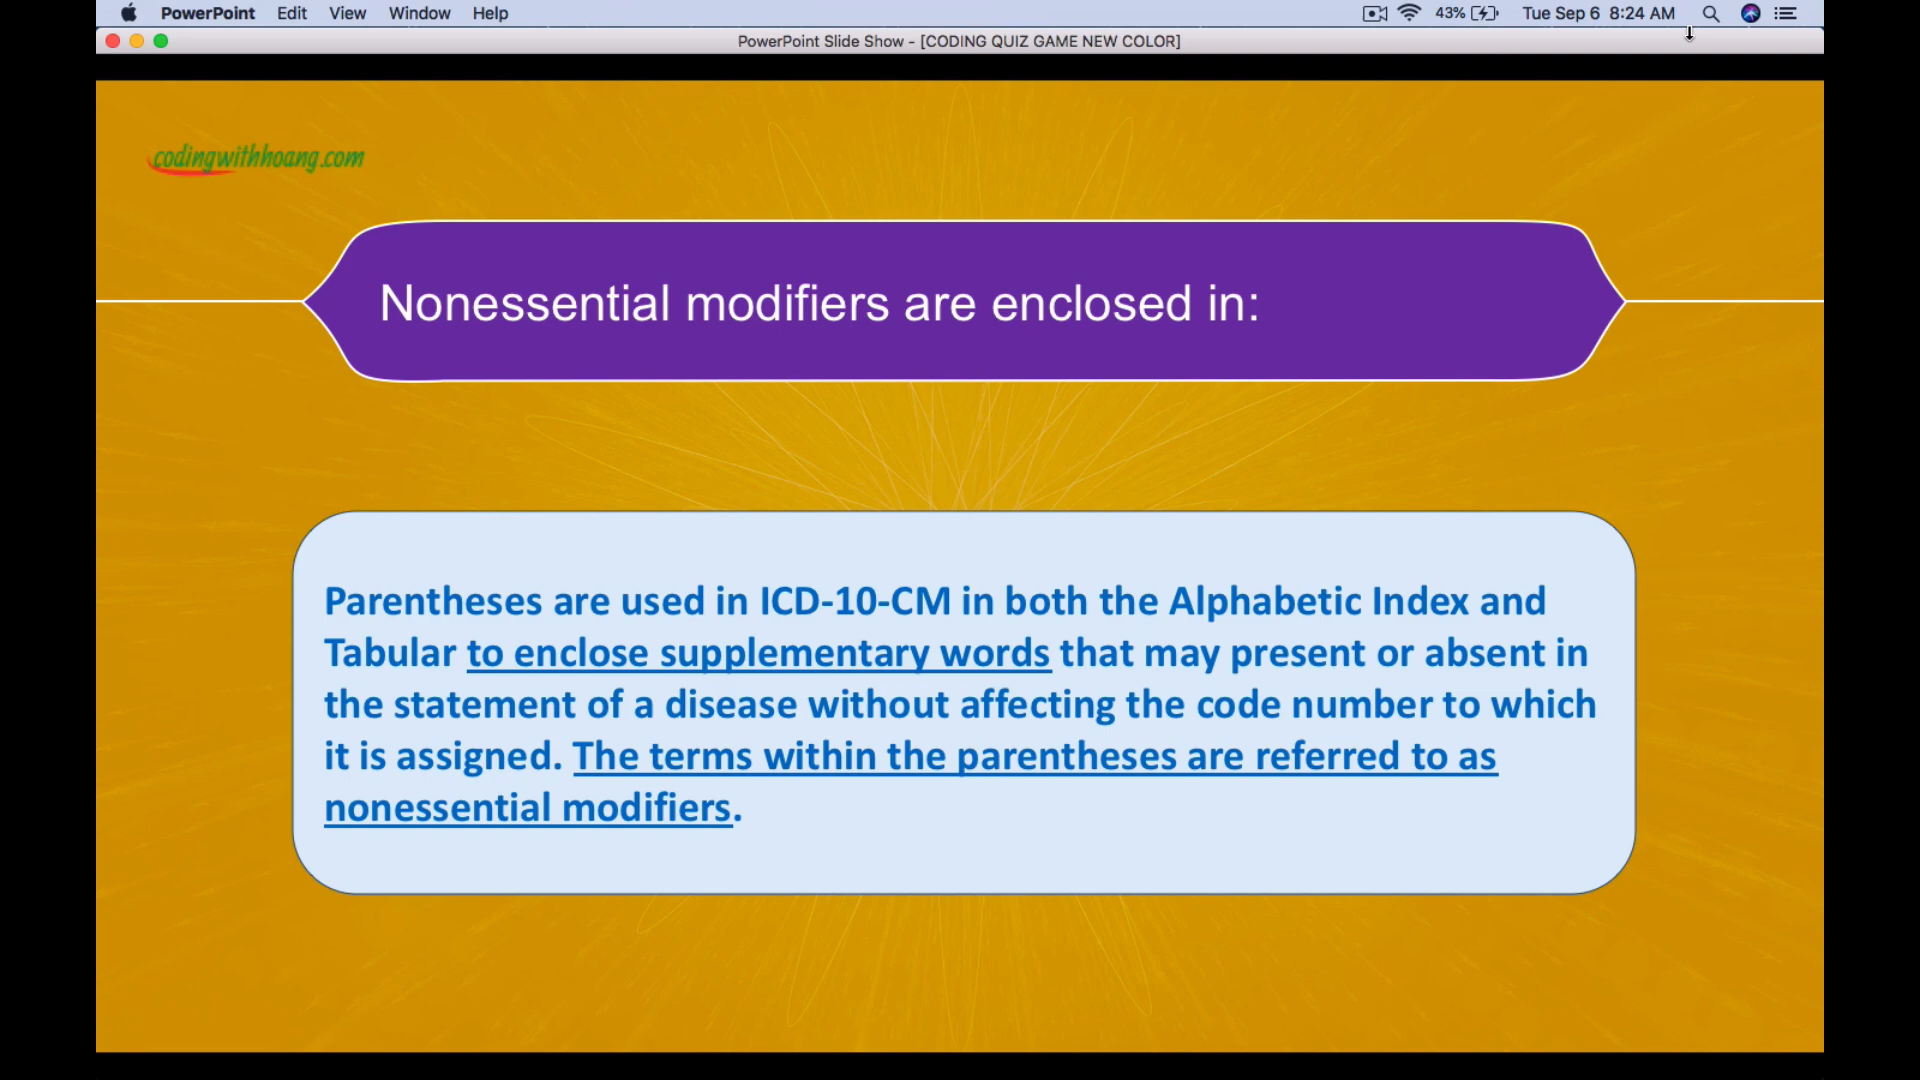 PowerPoint Edit View Window Help 43% Tue Sep 6 8:24 AM
PowerPoint Slide Show - [CODING QUIZ GAME NEW COLOR]
codingwithhoang.com
Nonessential modifiers are enclosed in:
Parentheses are used in ICD-10-CM in both the Alphabetic Index and
Tabular to enclose supplementary words that may present or absent in
the statement of a disease without affecting the code number to which
it is assigned. The terms within the parentheses are referred to as
nonessential modifiers.